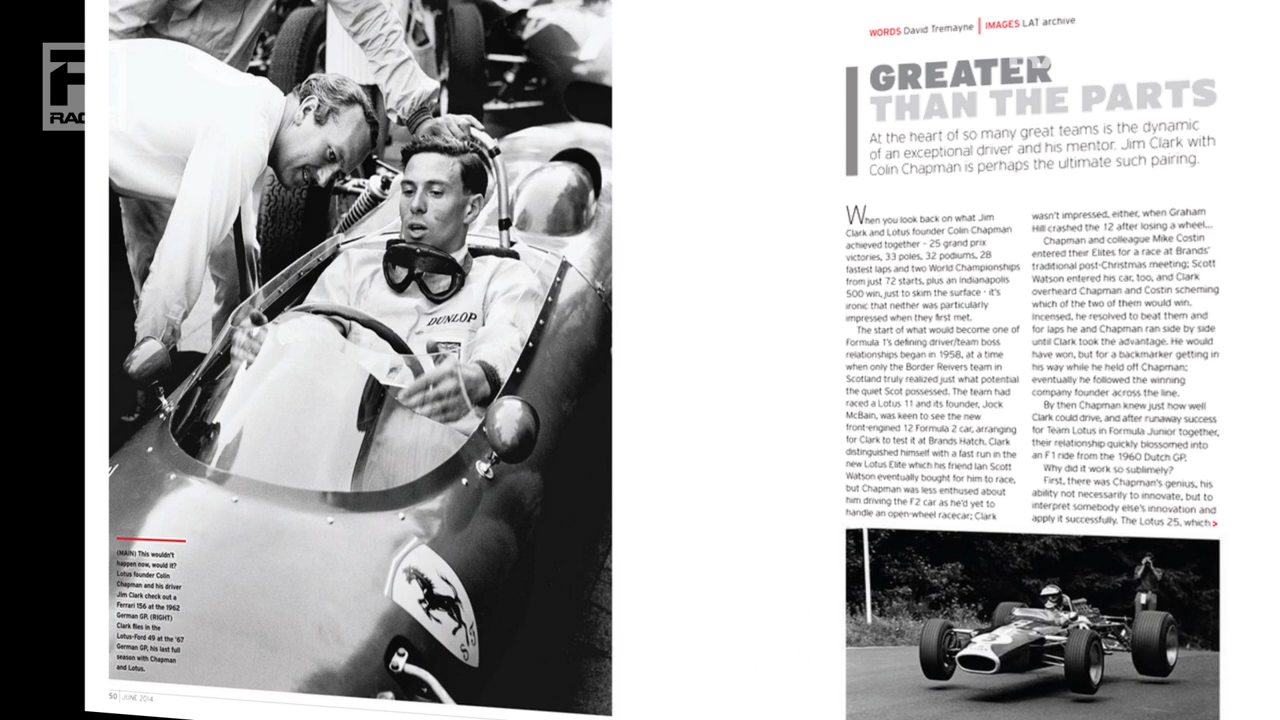 RAC
DUNLOP
(MAIN) This wouldn't
happen now, would it?
Lotus founder Colin
Chapman and his driver
Jim Clark check out a
Ferrari 156 at the 1962
German GP. (RIGHT)
Clark flies in the
Lotus-Ford 49 at the '67
German GP, his last full
season with Chapman
and Lotus.
50 | JUNE 2014
WORDS David Tremayne | IMAGES LAT archive
GREATER
THAN THE PARTS
At the heart of so many great teams is the dynamic
of an exceptional driver and his mentor. Jim Clark with
Colin Chapman is perhaps the ultimate such pairing.
When you look back on what Jim
Clark and Lotus founder Colin Chapman
achieved together - 25 grand prix
victories, 33 poles, 32 podiums, 28
fastest laps and two World Championships
from just 72 starts, plus an Indianapolis
500 win, just to skim the surface - it's
ironic that neither was particularly
impressed when they first met.
The start of what would become one of
Formula 1's defining driver/team boss
relationships began in 1958, at a time
when only the Border Reivers team in
Scotland truly realized just what potential
the quiet Scot possessed. The team had
raced a Lotus 11 and its founder, Jock
McBain, was keen to see the new
front-engined 12 Formula 2 car, arranging
for Clark to test it at Brands Hatch. Clark
distinguished himself with a fast run in the
new Lotus Elite which his friend Ian Scott
Watson eventually bought for him to race,
but Chapman was less enthused about
him driving the F2 car as he'd yet to
handle an open-wheel racecar; Clark
wasn't impressed, either, when Graham
Hill crashed the 12 after losing a wheel...
Chapman and colleague Mike Costin
entered their Elites for a race at Brands'
traditional post-Christmas meeting; Scott
Watson entered his car, too, and Clark
overheard Chapman and Costin scheming
which of the two of them would win.
Incensed, he resolved to beat them and
for laps he and Chapman ran side by side
until Clark took the advantage. He would
have won, but for a backmarker getting in
his way while he held off Chapman;
eventually he followed the winning
company founder across the line.
By then Chapman knew just how well
Clark could drive, and after runaway success
for Team Lotus in Formula Junior together,
their relationship quickly blossomed into
an F1 ride from the 1960 Dutch GP.
Why did it work so sublimely?
First, there was Chapman's genius, his
ability not necessarily to innovate, but to
interpret somebody else's innovation and
apply it successfully. The Lotus 25, which >